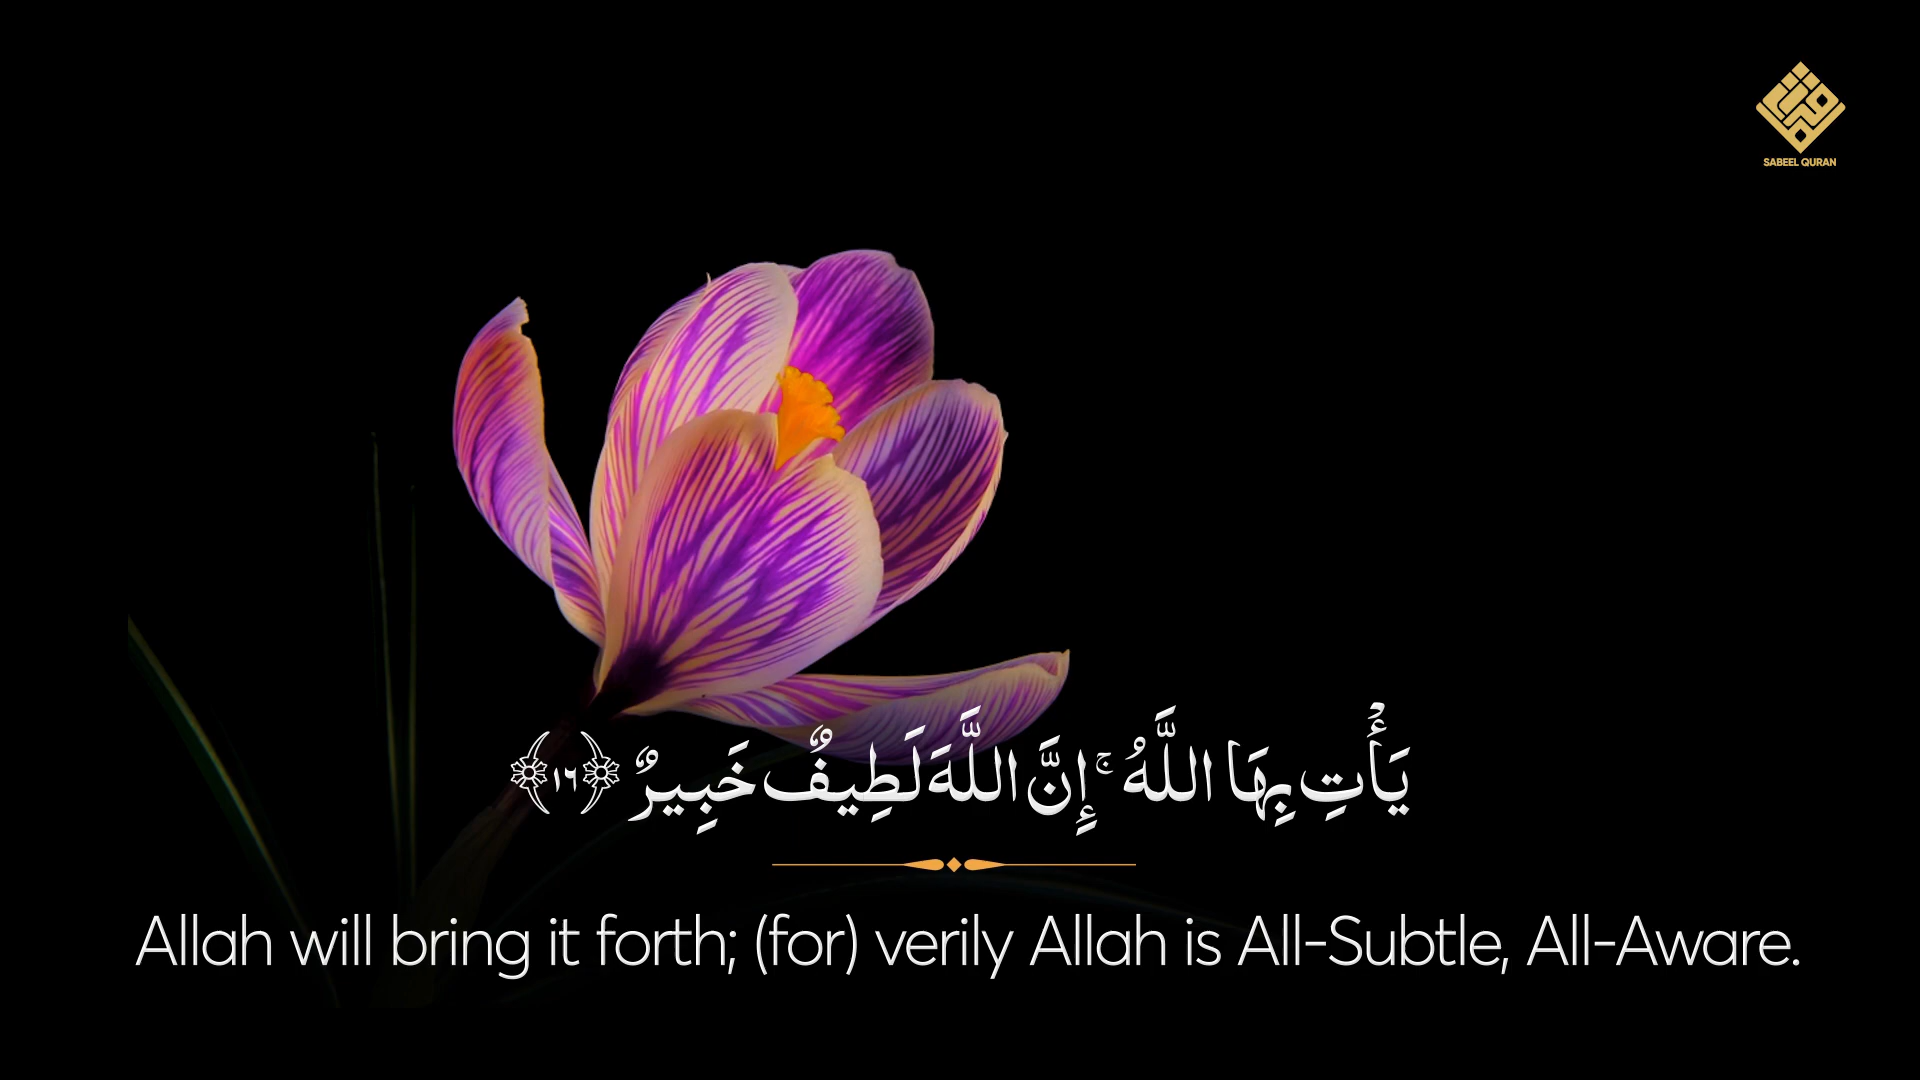 SABEEL QURAN
يَأْتِ بِهَا اللَّهُ ۚ إِنَّ اللَّهَ لَطِيفٌ خَبِيرٌ ﴿١٦﴾
Allah will bring it forth; (for) verily Allah is All-Subtle, All-Aware.